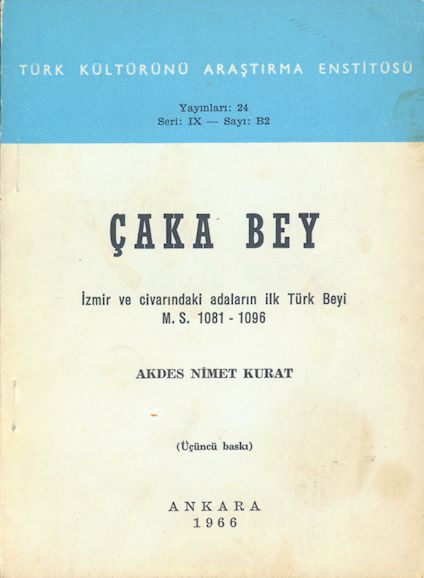 TÜRK KÜLTÜRÜNÜ ARAŞTIRMA ENSTİTÜSÜ
Yayınları: 24
Seri: IX — Sayı: B2
ÇAKA BEY
İzmir ve civarındaki adaların ilk Türk Beyi
M. S. 1081 - 1096
AKDES NİMET KURAT
(Üçüncü baskı)
ANKARA
1966